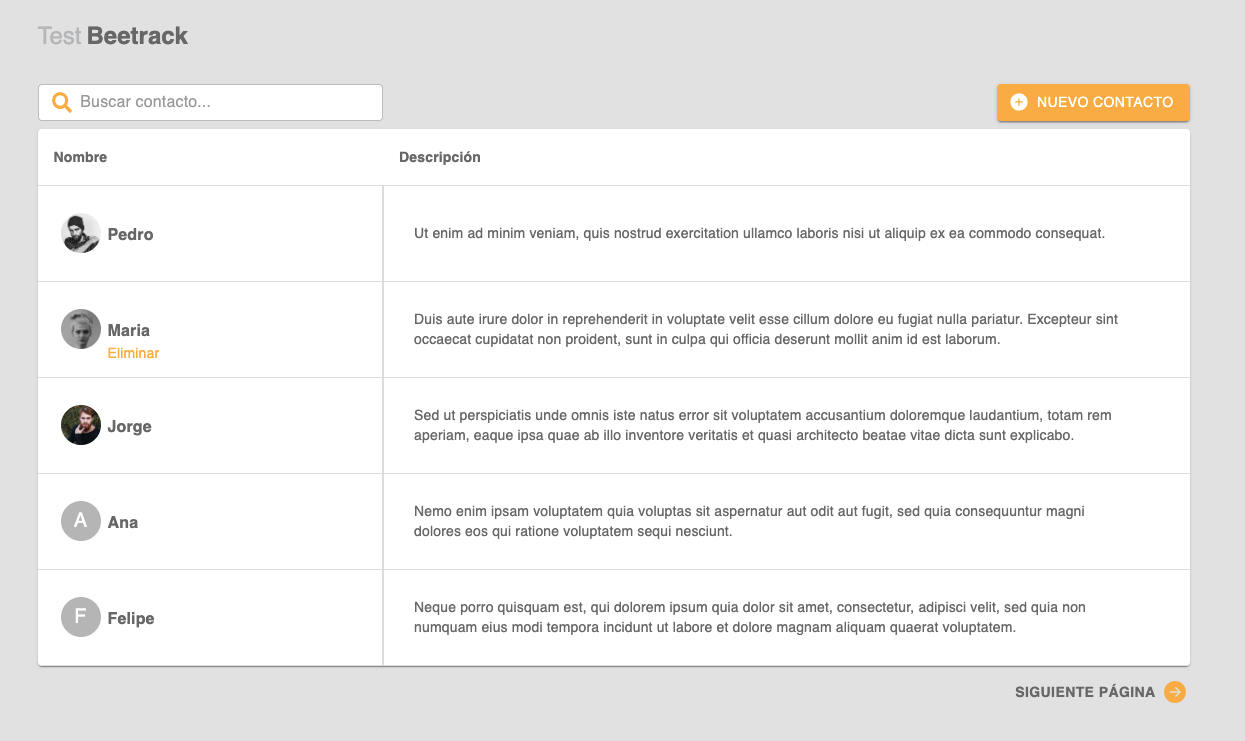 Test Beetrack
Buscar contacto...
NUEVO CONTACTO
Nombre
Descripción
Pedro
Ut enim ad minim veniam, quis nostrud exercitation ullamco laboris nisi ut aliquip ex ea commodo consequat.
Maria
Eliminar
Duis aute irure dolor in reprehenderit in voluptate velit esse cillum dolore eu fugiat nulla pariatur. Excepteur sint
occaecat cupidatat non proident, sunt in culpa qui officia deserunt mollit anim id est laborum.
Jorge
Sed ut perspiciatis unde omnis iste natus error sit voluptatem accusantium doloremque laudantium, totam rem
aperiam, eaque ipsa quae ab illo inventore veritatis et quasi architecto beatae vitae dicta sunt explicabo.
A
Ana
Nemo enim ipsam voluptatem quia voluptas sit aspernatur aut odit aut fugit, sed quia consequuntur magni
dolores eos qui ratione voluptatem sequi nesciunt.
F
Felipe
Neque porro quisquam est, qui dolorem ipsum quia dolor sit amet, consectetur, adipisci velit, sed quia non
numquam eius modi tempora incidunt ut labore et dolore magnam aliquam quaerat voluptatem.
SIGUIENTE PÁGINA